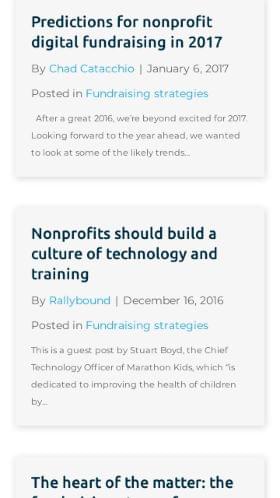 Predictions for nonprofit
digital fundraising in 2017
By Chad Catacchio | January 6, 2017
Posted in Fundraising strategies
After a great 2016, we're beyond excited for 2017.
Looking forward to the year ahead, we wanted
to look at some of the likely trends...
Nonprofits should build a
culture of technology and
training
By Rallybound | December 16, 2016
Posted in Fundraising strategies
This is a guest post by Stuart Boyd, the Chief
Technology Officer of Marathon Kids, which "is
dedicated to improving the health of children
by...
The heart of the matter: the